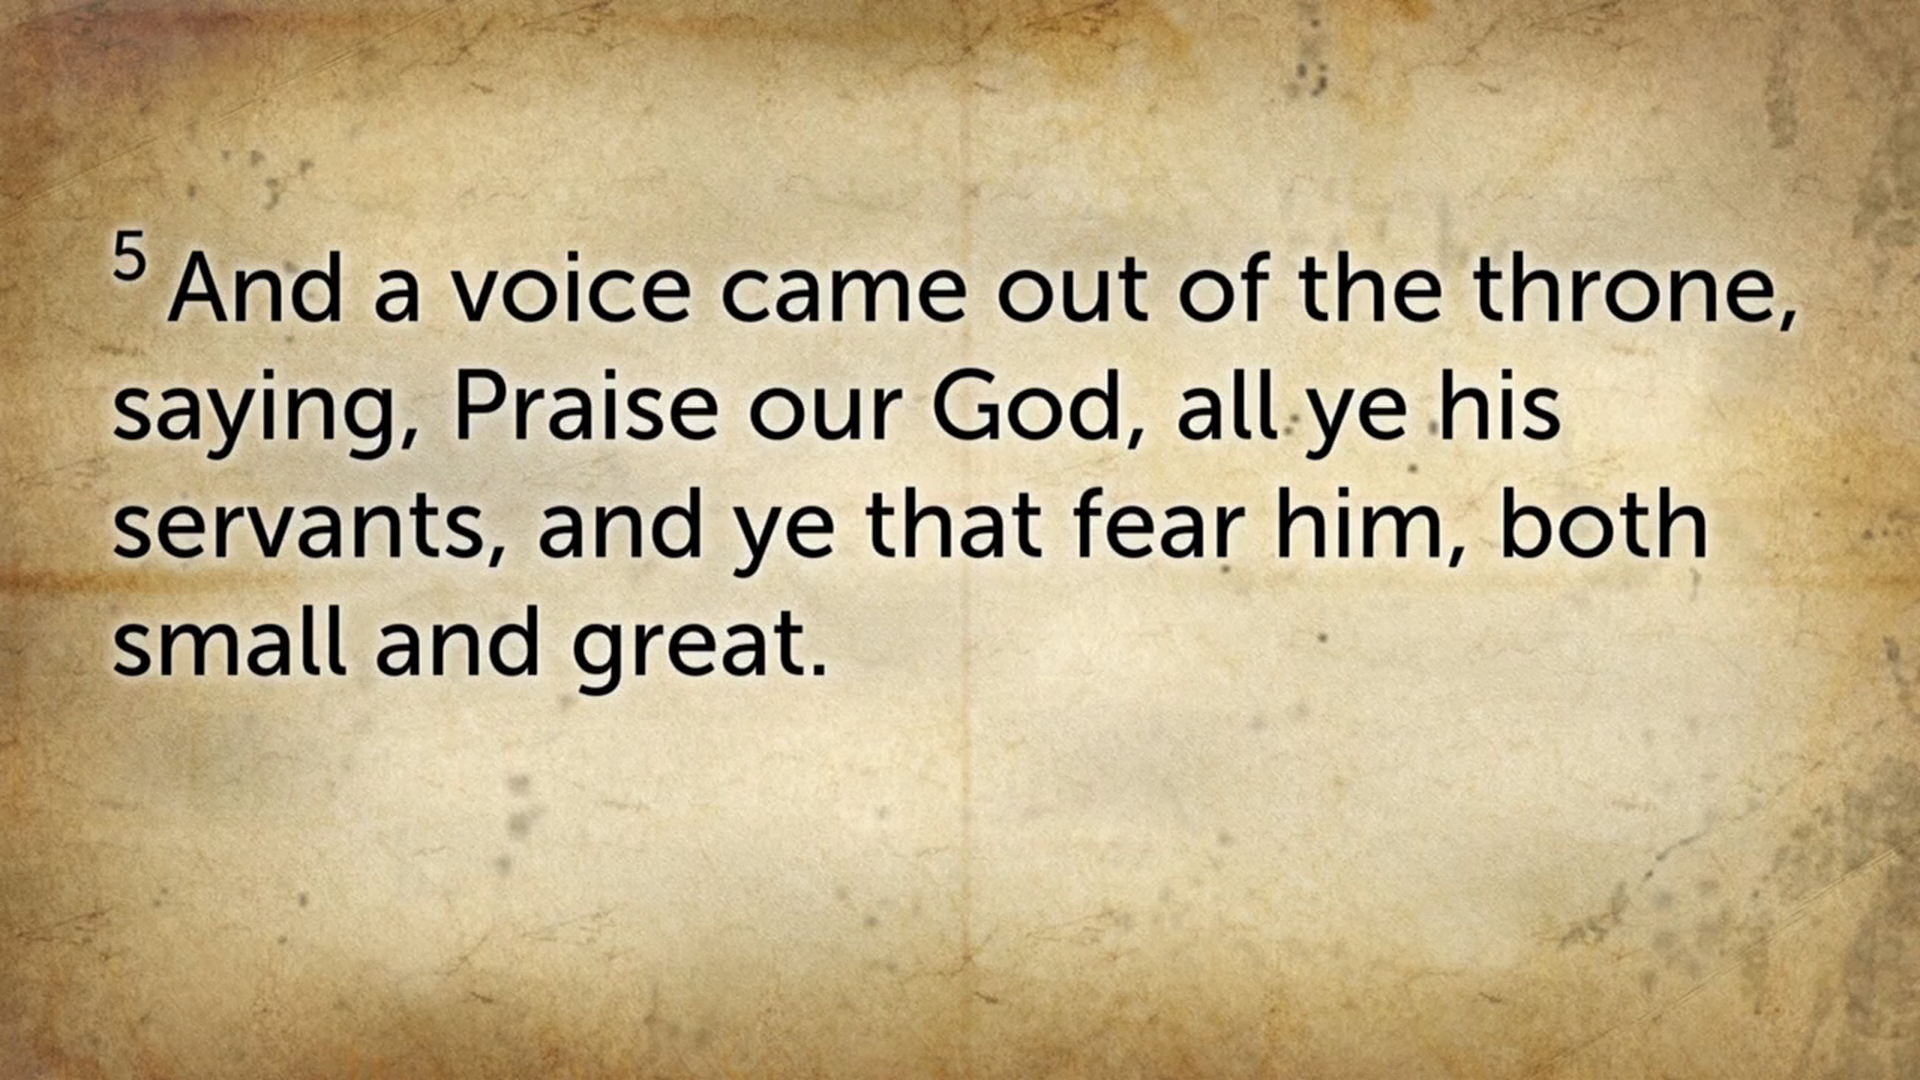 5 And a voice came out of the throne,
saying, Praise our God, all ye his
servants, and ye that fear him, both
small and great.